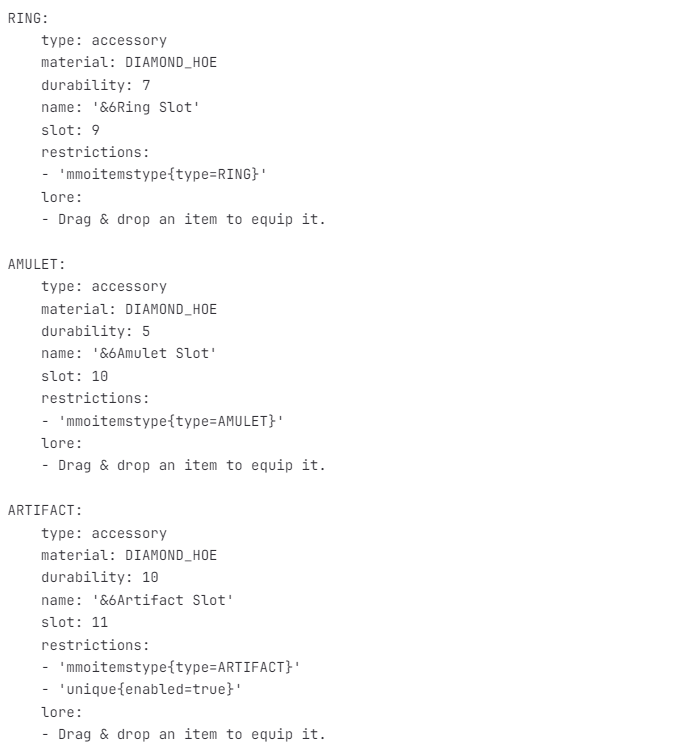 RING:
    type: accessory
    material: DIAMOND_HOE
    durability: 7
    name: '&6Ring Slot'
    slot: 9
    restrictions:
    - 'mmoitemstype{type=RING}'
    lore:
    - Drag & drop an item to equip it.

AMULET:
    type: accessory
    material: DIAMOND_HOE
    durability: 5
    name: '&6Amulet Slot'
    slot: 10
    restrictions:
    - 'mmoitemstype{type=AMULET}'
    lore:
    - Drag & drop an item to equip it.

ARTIFACT:
    type: accessory
    material: DIAMOND_HOE
    durability: 10
    name: '&6Artifact Slot'
    slot: 11
    restrictions:
    - 'mmoitemstype{type=ARTIFACT}'
    - 'unique{enabled=true}'
    lore:
    - Drag & drop an item to equip it.